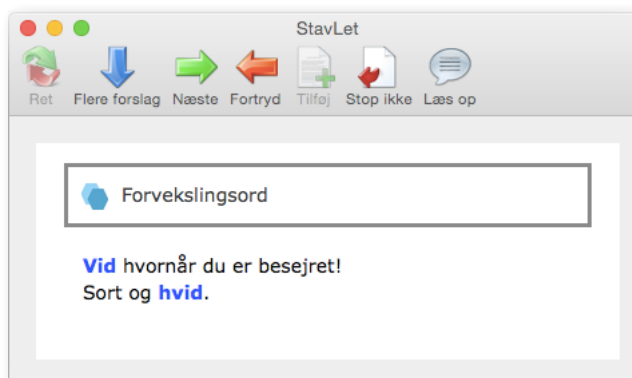 StavLet
Ret Flere forslag Næste Fortryd Tilføj Stop ikke Læs op
Forvekslingsord
Vid hvornår du er besejret!
Sort og hvid.